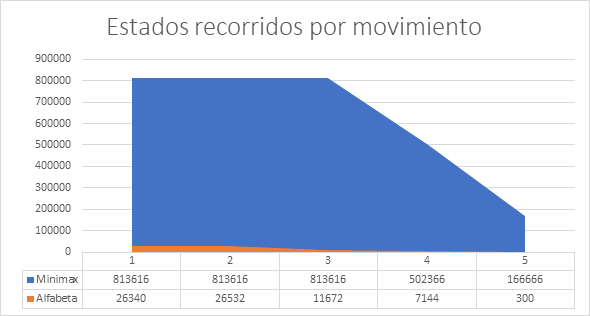 Estados recorridos por movimiento
900000
800000
700000
600000
500000
400000
300000
200000
100000
0
1 2 3 4 5
Minimax 813616 813616 813616 502366 166666
Alfabeta 26340 26532 11672 7144 300